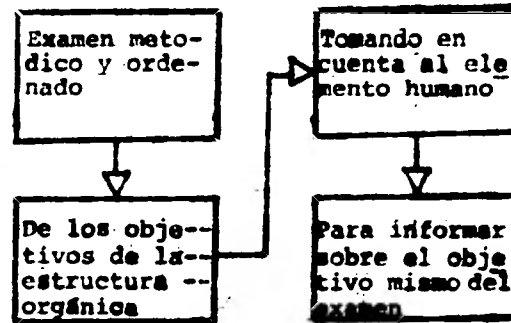 Examen meto-
dico y orde-
nado
De los obje--
tivos de la--
estructura --
orgánica
Tomando en
cuenta al ele
mento humano
Para informar
sobre el obje
tivo mismo del
examen